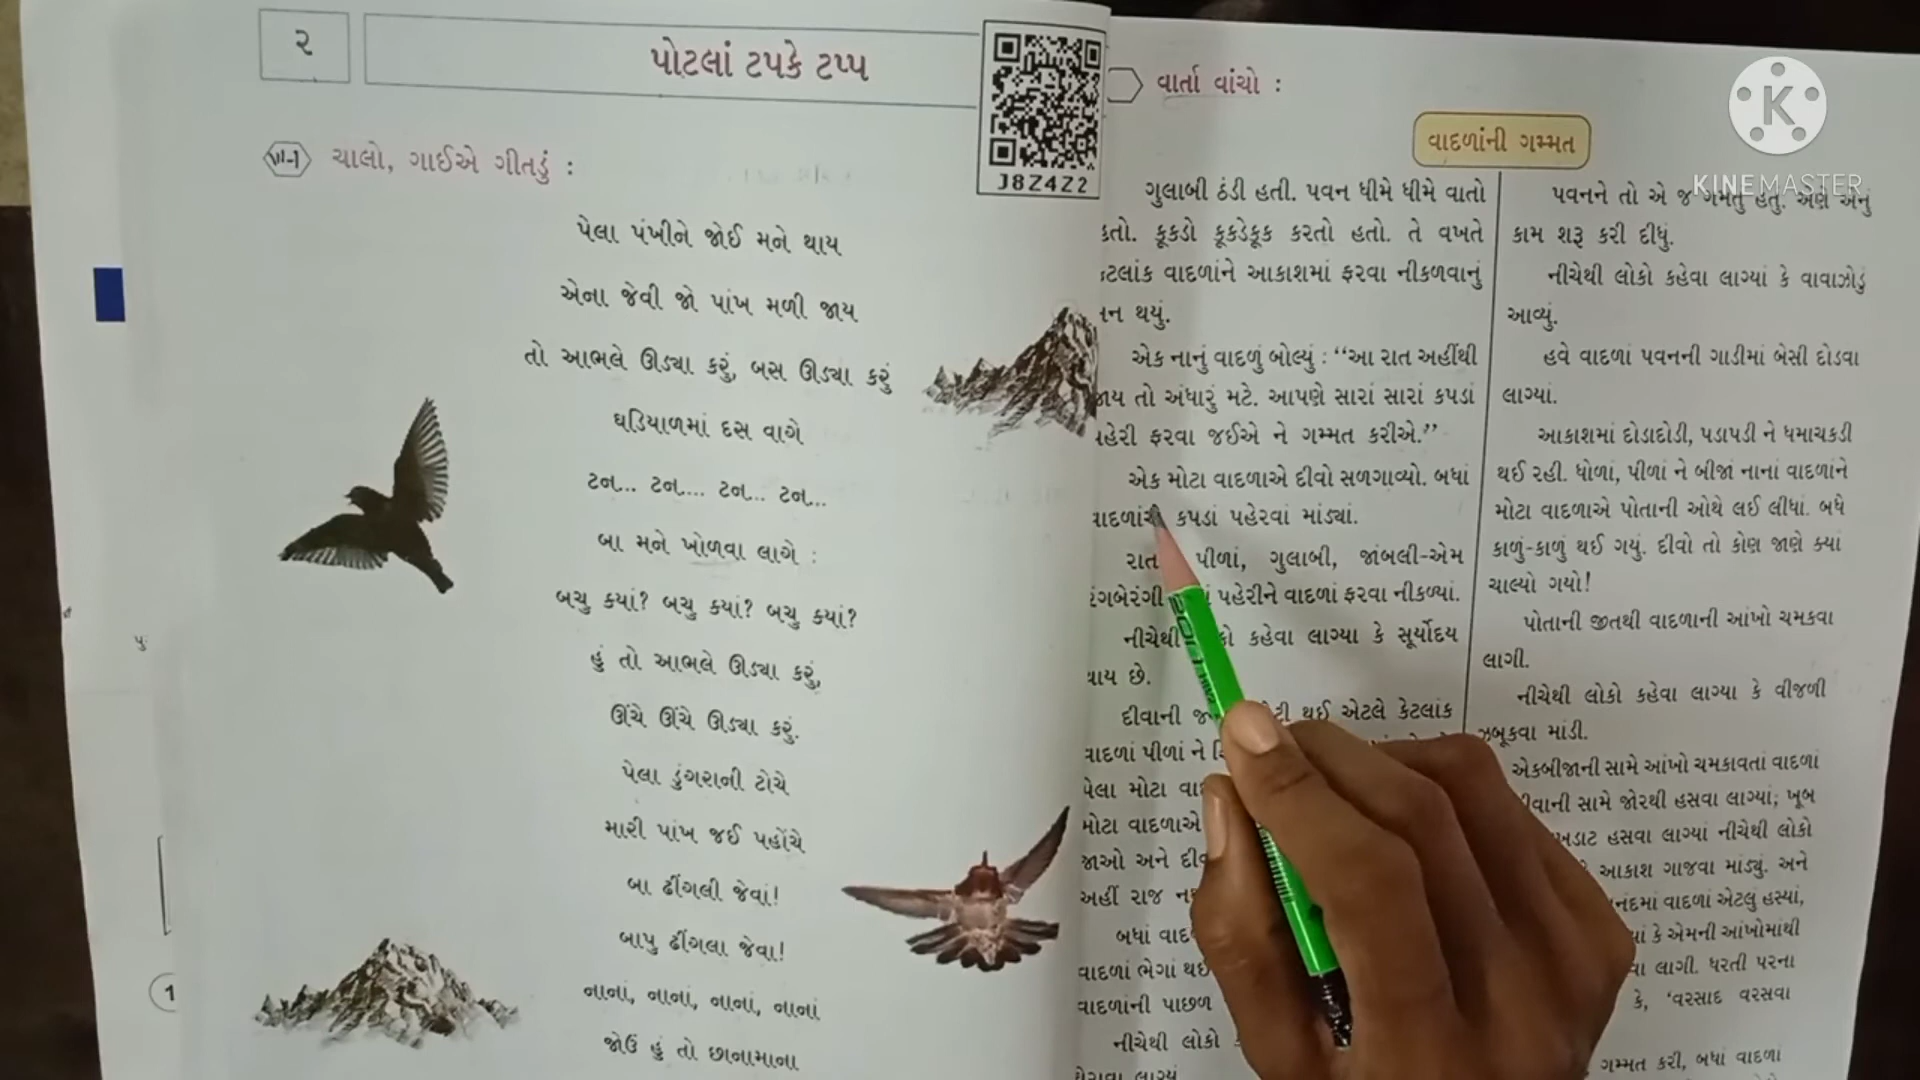 ૨
પોટલાં ટપકે ટપ્પ
J8Z4Z2
ચાલો, ગાઈએ ગીતડું :
પેલા પંખીને જોઈ મને થાય
એના જેવી જો પાંખ મળી જાય
તો આભલે ઊડ્યા કરું, બસ ઊડ્યા કરું
ઘડિયાળમાં દસ વાગે
ટન... ટન.... ટન... ટન...
બા મને ખોળવા લાગે :
બચુ ક્યાં? બચુ ક્યાં? બચુ ક્યાં?
હું તો આભલે ઊડ્યા કરું,
ઊંચે ઊંચે ઊડ્યા કરું.
પેલા ડુંગરાની ટોચે
મારી પાંખ જઈ પહોંચે
બા ઢીંગલી જેવાં!
બાપુ ઢીંગલા જેવા!
નાનાં, નાનાં, નાનાં, નાનાં
જોઉં હું તો છાનામાના
વાર્તા વાંચો :
વાદળાંની ગમ્મત
ગુલાબી ઠંડી હતી. પવન ધીમે ધીમે વાતો
કૂકડો કૂકડેકૂક કરતો હતો. તે વખતે
વાદળાંને આકાશમાં ફરવા નીકળવાનું
થયું.
એક નાનું વાદળું બોલ્યું : “આ રાત અહીંથી
જાય તો અંધારું મટે. આપણે સારાં સારાં કપડાં
પહેરી ફરવા જઈએ ને ગમ્મત કરીએ.”
એક મોટા વાદળાએ દીવો સળગાવ્યો. બધાં
કપડાં પહેરવાં માંડ્યાં.
પીળાં, ગુલાબી, જાંબલી-એમ
રંગબેરંગી પહેરીને વાદળાં ફરવા નીકળ્યાં.
નીચેથી કહેવા લાગ્યા કે સૂર્યોદય
થાય છે.
દીવાની થઈ એટલે કેટલાંક
વાદળાં પીળાં ને
પેલા મોટા
મોટા વાદળાએ
જાઓ અને
અહીં રાજ
બધાં
વાદળાં ભેગાં
વાદળાંની પાછળ
નીચેથી લોકો
લાગ્યું
પવનને તો એ જ ગમતું હતું. એણે એનું
કામ શરૂ કરી દીધું.
નીચેથી લોકો કહેવા લાગ્યાં કે વાવાઝોડું
આવ્યું.
હવે વાદળાં પવનની ગાડીમાં બેસી દોડવા
લાગ્યાં.
આકાશમાં દોડાદોડી, પડાપડી ને ધમાચકડી
થઈ રહી. ધોળાં, પીળાં ને બીજાં નાનાં વાદળાંને
મોટા વાદળાએ પોતાની ઓથે લઈ લીધાં. બધે
કાળું-કાળું થઈ ગયું. દીવો તો કોણ જાણે ક્યાં
ચાલ્યો ગયો!
પોતાની જીતથી વાદળાની આંખો ચમકવા
લાગી.
નીચેથી લોકો કહેવા લાગ્યા કે વીજળી
ઝબૂકવા માંડી.
એકબીજાની સામે આંખો ચમકાવતાં વાદળાં
દીવાની સામે જોરથી હસવા લાગ્યાં; ખૂબ
હસવા લાગ્યાં નીચેથી લોકો
આકાશ ગાજવા માંડ્યું. અને
વાદળાં એટલું હસ્યાં,
કે એમની આંખોમાંથી
લાગી. ધરતી પરના
કે, ‘વરસાદ વરસવા
ગમ્મત કરી, બધાં વાદળાં
KINEMASTER